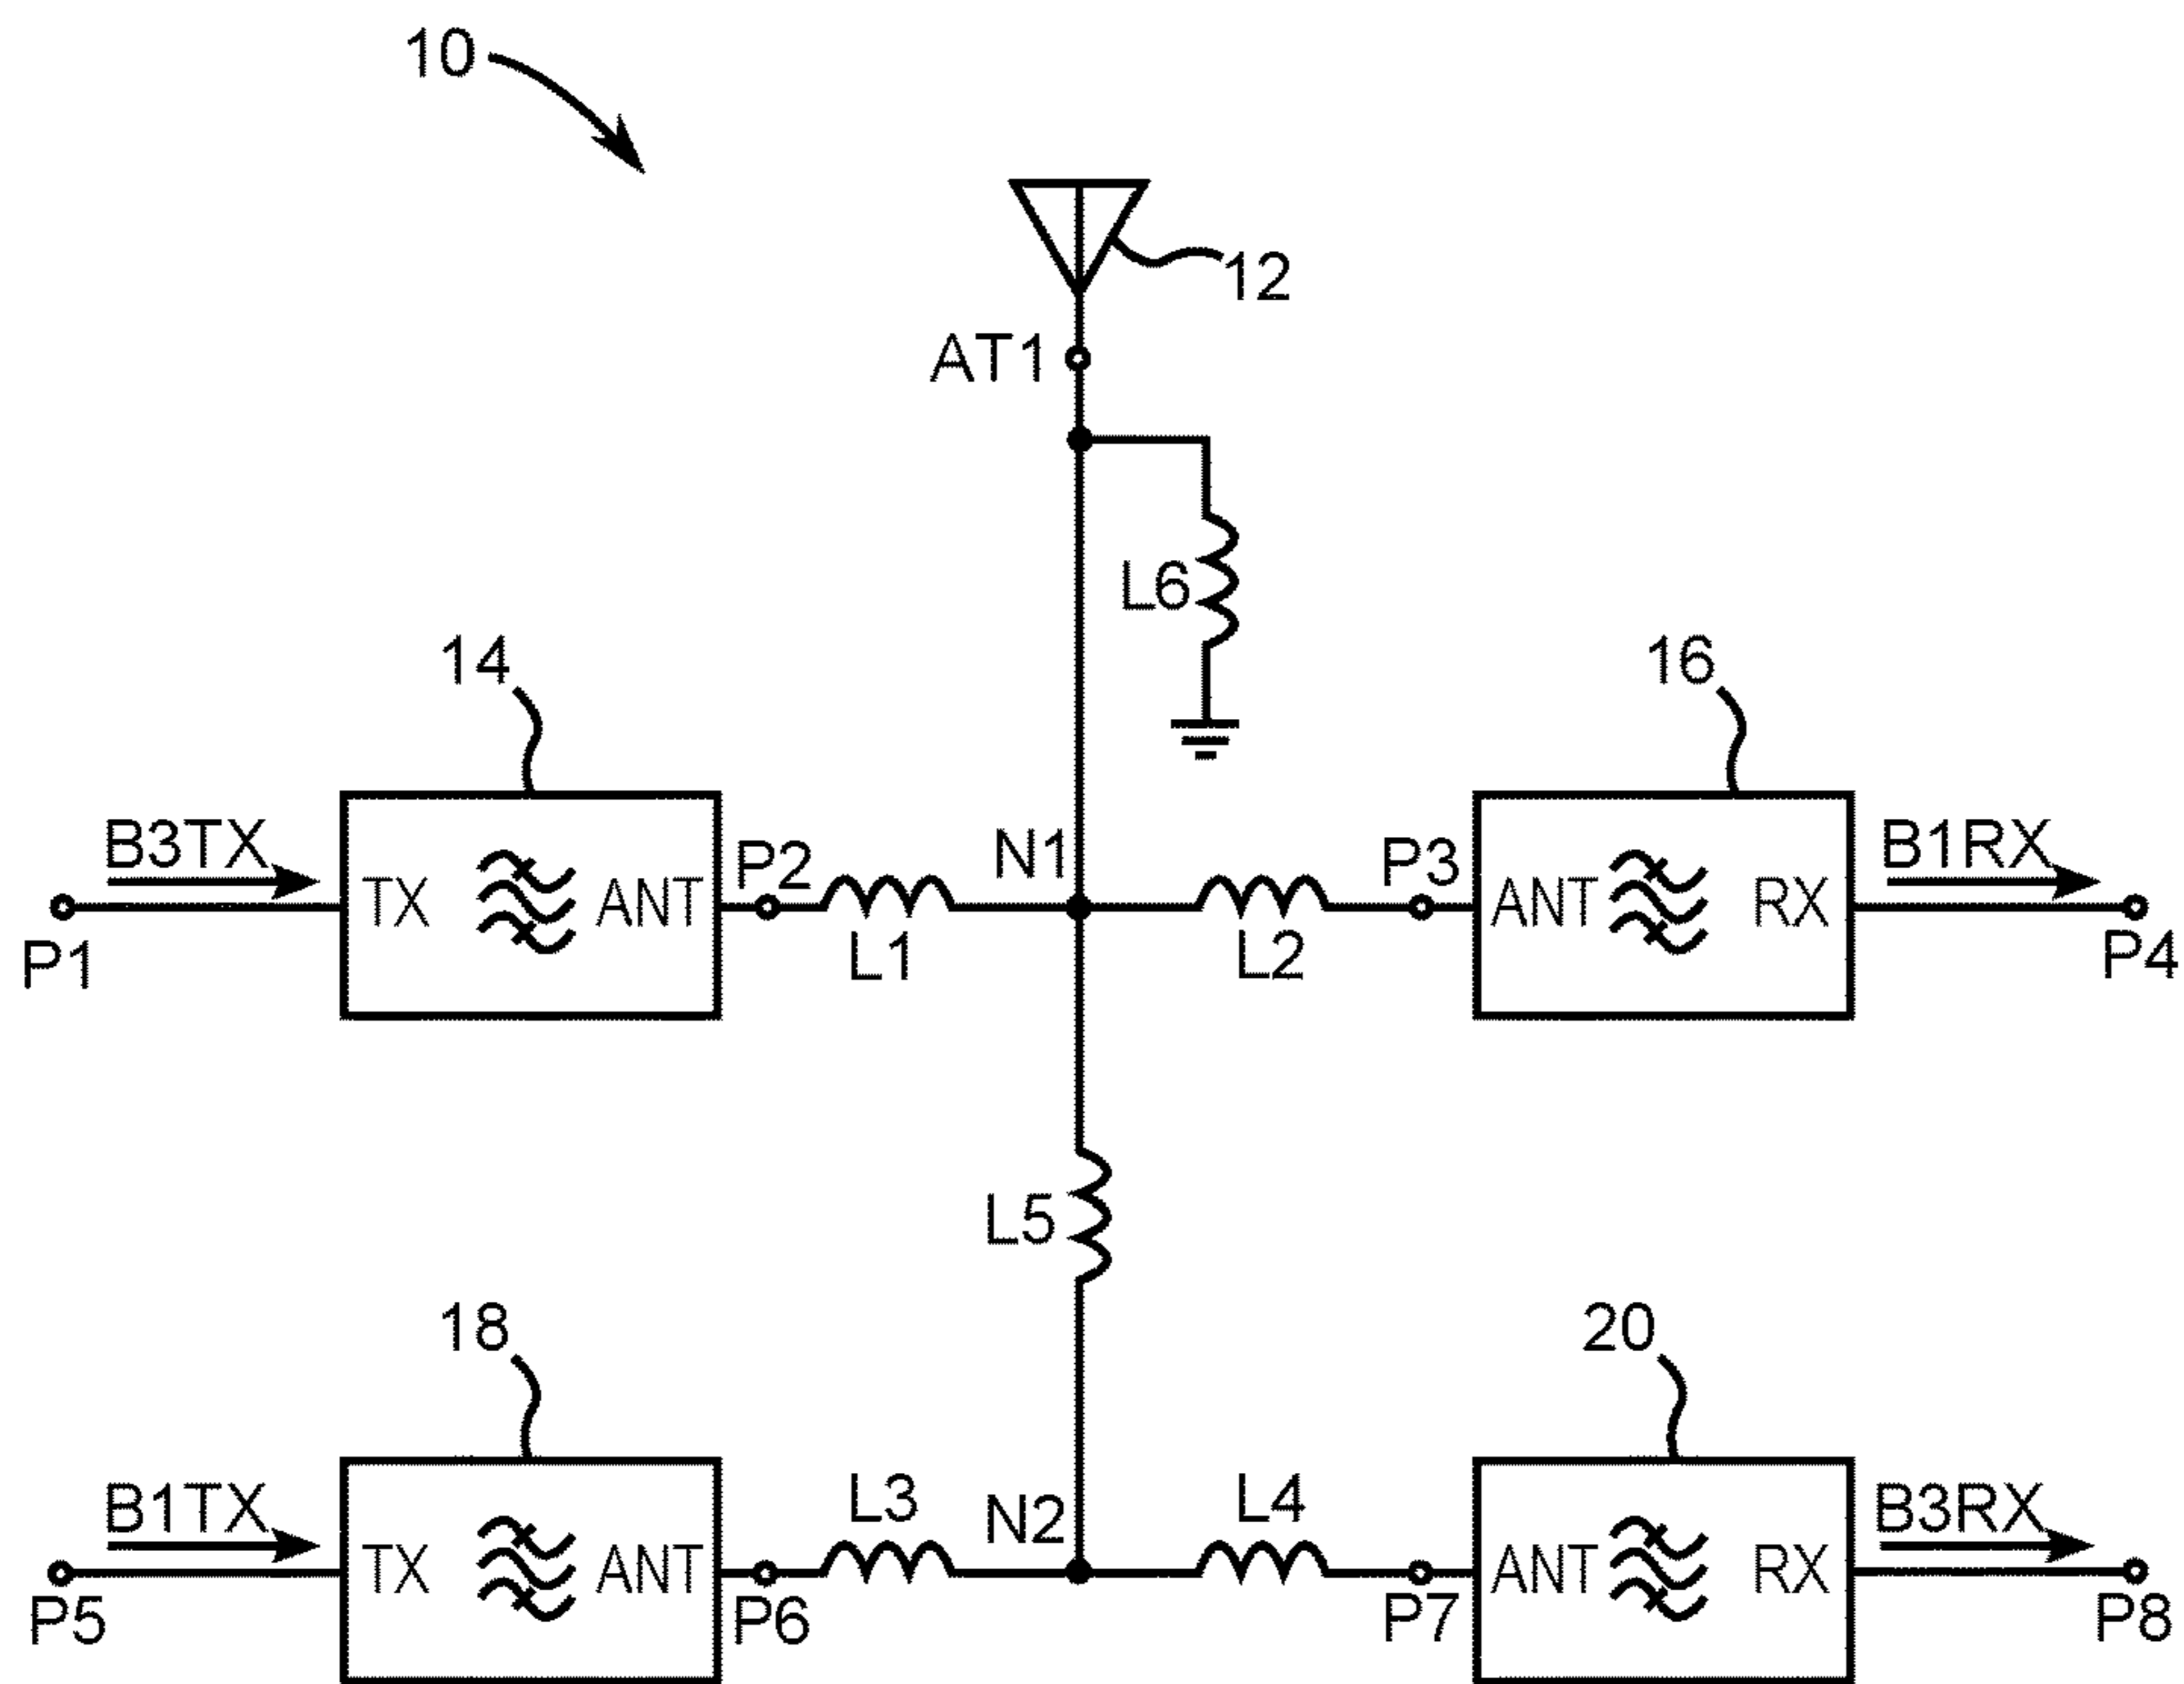 10
12
AT1
L6
14
16
B3TX
TX
ANT
P2
N1
P3
ANT
RX
B1RX
P1
L1
L2
P4
L5
18
20
B1TX
TX
ANT
L3
N2
L4
ANT
RX
B3RX
P5
P6
P7
P8